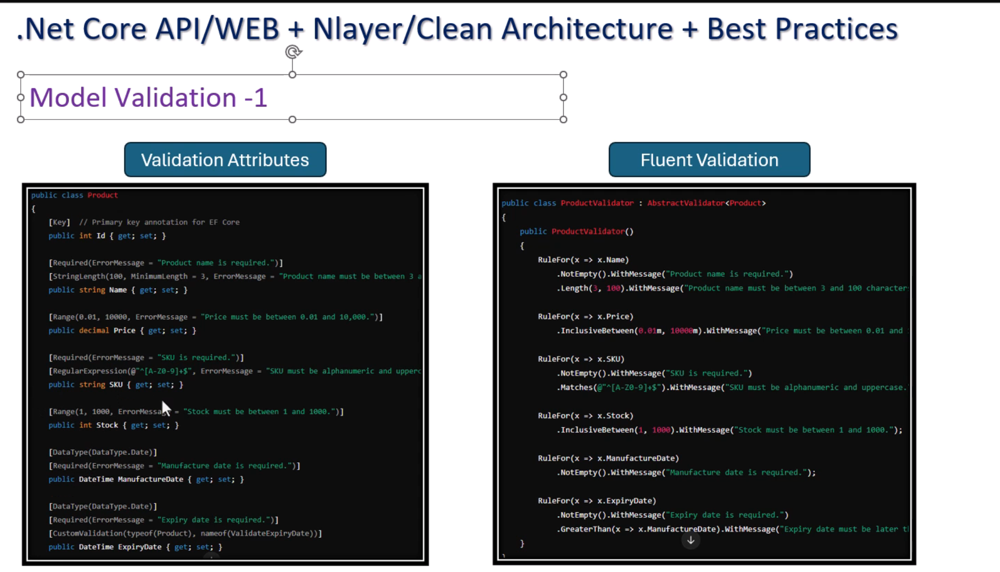 .Net Core API/WEB + Nlayer/Clean Architecture + Best Practices
Model Validation -1
Validation Attributes
public class Product
{
[Key]  // Primary key annotation for EF Core
public int Id { get; set; }
[Required(ErrorMessage = "Product name is required.")]
[StringLength(100, MinimumLength = 3, ErrorMessage = "Product name must be between 3 a
public string Name { get; set; }
[Range(0.01, 10000, ErrorMessage = "Price must be between 0.01 and 10,000.")]
public decimal Price { get; set; }
[Required(ErrorMessage = "SKU is required.")]
[RegularExpression(@"^[A-Z0-9]+$", ErrorMessage = "SKU must be alphanumeric and upperc
public string SKU { get; set; }
[Range(1, 1000, ErrorMessage = "Stock must be between 1 and 1000.")]
public int Stock { get; set; }
[DataType(DataType.Date)]
[Required(ErrorMessage = "Manufacture date is required.")]
public DateTime ManufactureDate { get; set; }
[DataType(DataType.Date)]
[Required(ErrorMessage = "Expiry date is required.")]
[CustomValidation(typeof(Product), nameof(ValidateExpiryDate))]
public DateTime ExpiryDate { get; set; }
Fluent Validation
public class ProductValidator : AbstractValidator<Product>
{
public ProductValidator()
{
RuleFor(x => x.Name)
.NotEmpty().WithMessage("Product name is required.")
.Length(3, 100).WithMessage("Product name must be between 3 and 100 character
RuleFor(x => x.Price)
.InclusiveBetween(0.01m, 10000m).WithMessage("Price must be between 0.01 and
RuleFor(x => x.SKU)
.NotEmpty().WithMessage("SKU is required.")
.Matches(@"^[A-Z0-9]+$").WithMessage("SKU must be alphanumeric and uppercase.
RuleFor(x => x.Stock)
.InclusiveBetween(1, 1000).WithMessage("Stock must be between 1 and 1000.");
RuleFor(x => x.ManufactureDate)
.NotEmpty().WithMessage("Manufacture date is required.");
RuleFor(x => x.ExpiryDate)
.NotEmpty().WithMessage("Expiry date is required.")
.GreaterThan(x => x.ManufactureDate).WithMessage("Expiry date must be later t
}